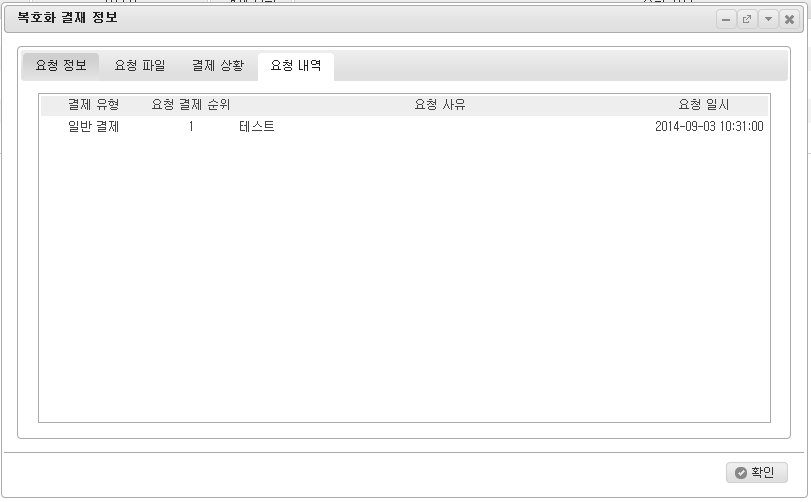 복호화 결제 정보
요청 정보 요청 파일 결제 상황 요청 내역
결제 유형 요청 결제 순위 요청 사유 요청 일시
일반 결제 1 테스트 2014-09-03 10:31:00
확인